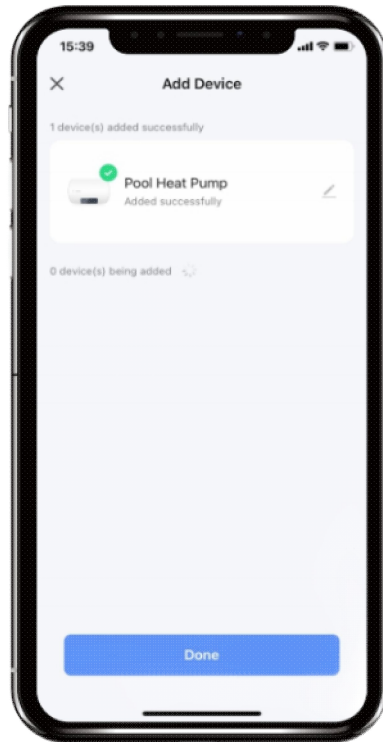 15:39
Add Device
1 device(s) added successfully
Pool Heat Pump
Added successfully
0 device(s) being added
Done